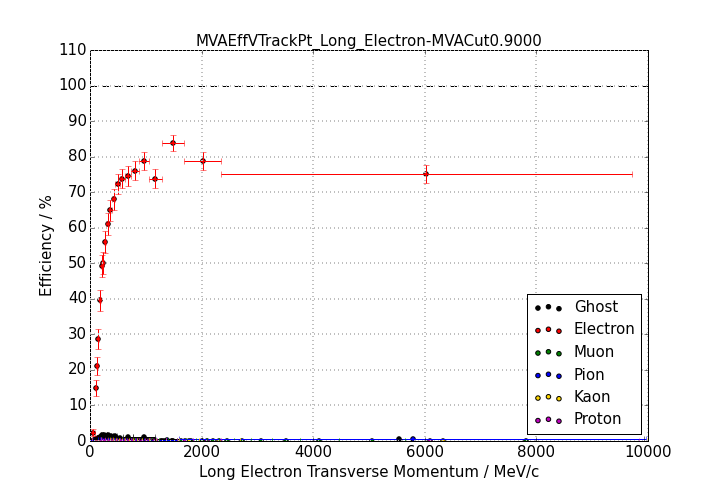 MVAEffVTrackPt_Long_Electron-MVACut0.9000
110
100
90
80
70
60
50
40
30
20
10
0
Efficiency / %
0 2000 4000 6000 8000 10000
Long Electron Transverse Momentum / MeV/c
Ghost
Electron
Muon
Pion
Kaon
Proton